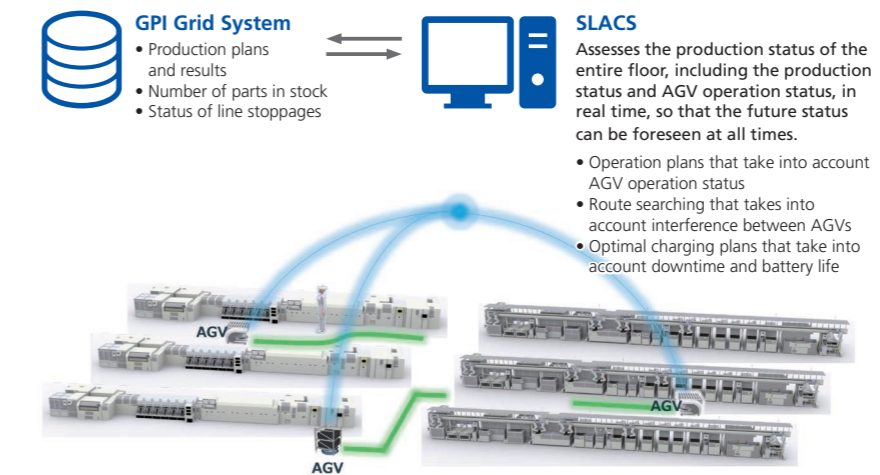 GPI Grid System
• Production plans
and results
• Number of parts in stock
• Status of line stoppages
SLACS
Assesses the production status of the
entire floor, including the production
status and AGV operation status, in
real time, so that the future status
can be foreseen at all times.
• Operation plans that take into account
AGV operation status
• Route searching that takes into
account interference between AGVs
• Optimal charging plans that take into
account downtime and battery life
AGV
AGV
AGV